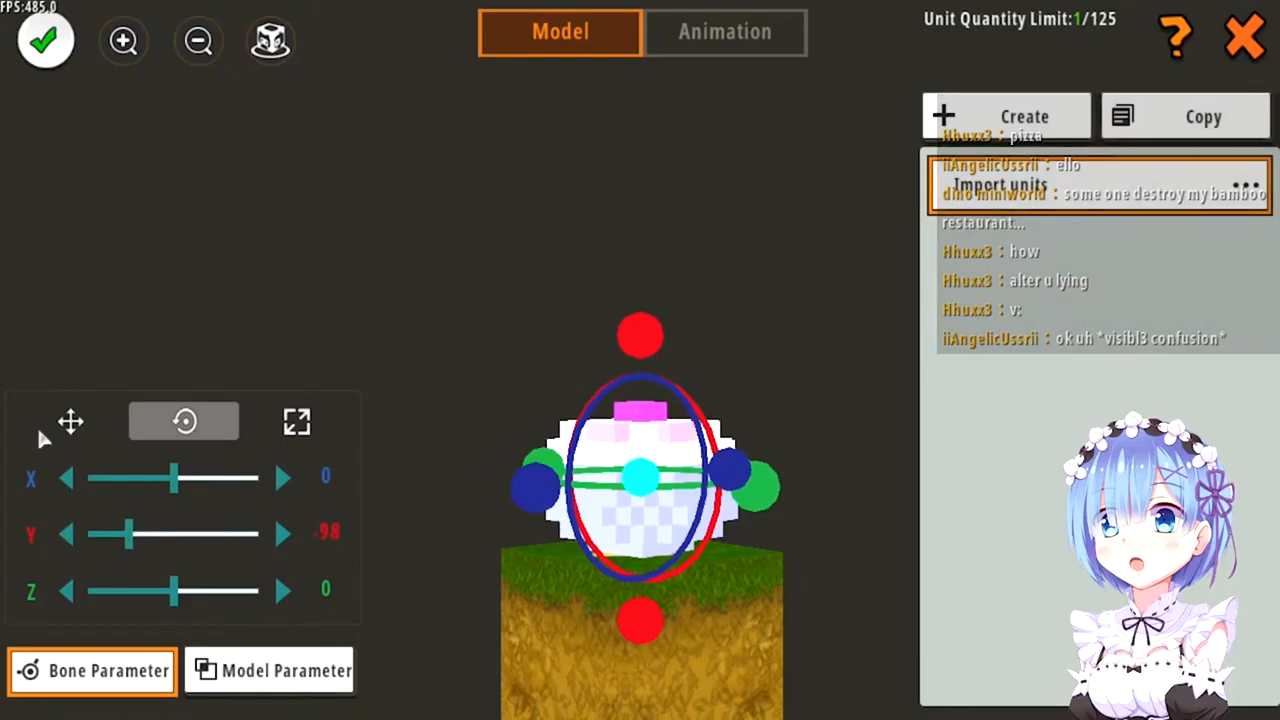 FPS:485,0
Model
Animation
Unit Quantity Limit:1/125
Create
Copy
Hhuxx3 : pizza
iiAngelicUssrii : ello
Import units
dino miniworld : some one destroy my bamboo
restaurant...
Hhuxx3 : how
Hhuxx3 : alter u lying
Hhuxx3 : v:
iiAngelicUssrii : ok uh *visibl3 confusion*
X 0
Y -98
Z 0
Bone Parameter
Model Parameter